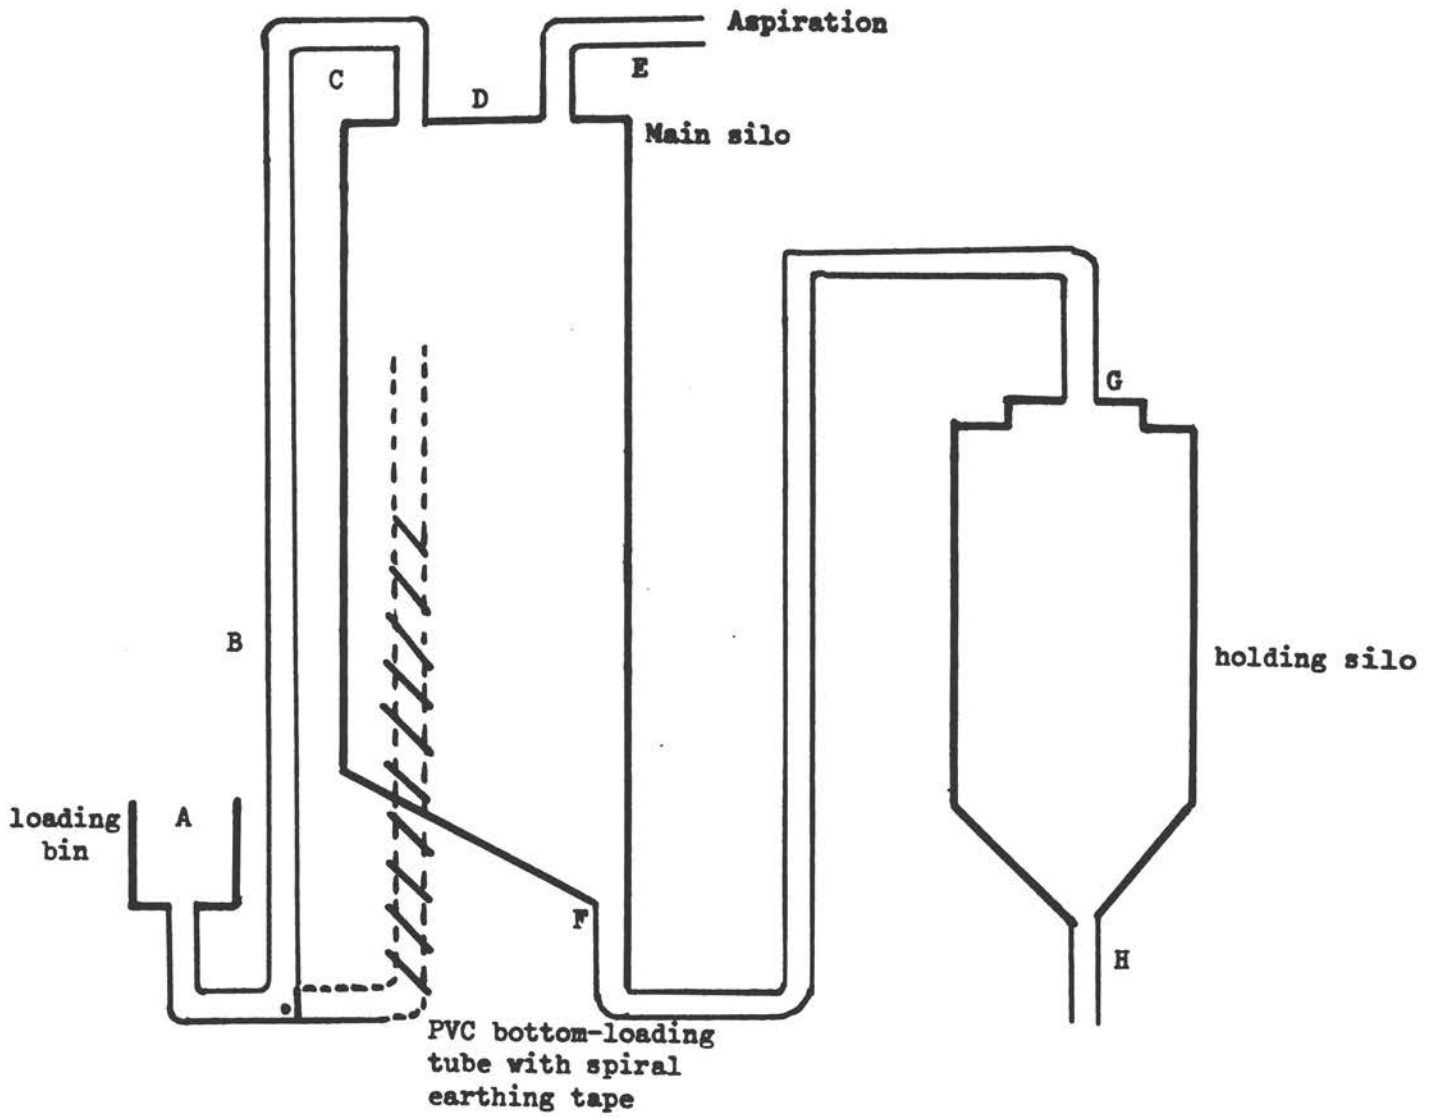 Aspiration
C
E
D
Main silo
G
B
holding silo
loading
bin
A
F
H
PVC bottom-loading
tube with spiral
earthing tape